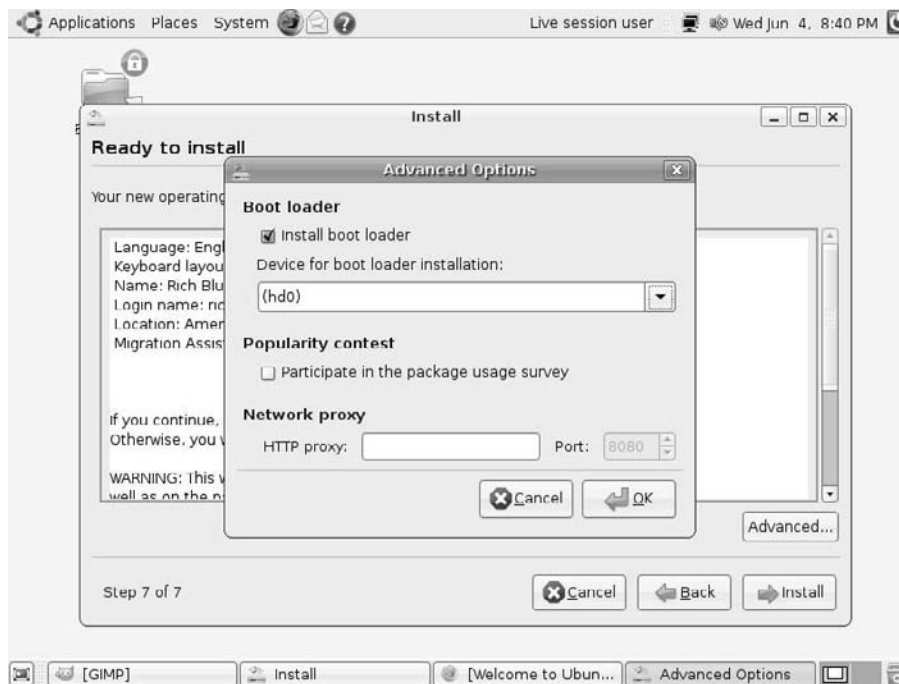 Applications Places System Live session user Wed Jun 4, 8:40 PM
Install
Ready to install
Your new operating
Language: Engl
Keyboard layou
Name: Rich Blu
Login name: ric
Location: Amer
Migration Assis
If you continue,
Otherwise, you w
WARNING: This w
well as on the p
Advanced Options
Boot loader
Install boot loader
Device for boot loader installation:
(hd0)
Popularity contest
Participate in the package usage survey
Network proxy
HTTP proxy: Port: 8080
Cancel OK
Advanced...
Step 7 of 7 Cancel Back Install
[GIMP] Install [Welcome to Ubun... Advanced Options